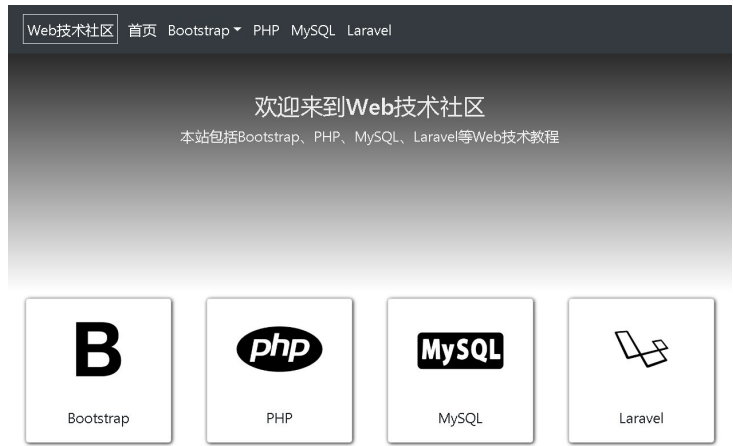 Web技术社区 首页 Bootstrap PHP MySQL Laravel
欢迎来到Web技术社区
本站包括Bootstrap、PHP、MySQL、Laravel等Web技术教程
B php MySQL
Bootstrap PHP MySQL Laravel